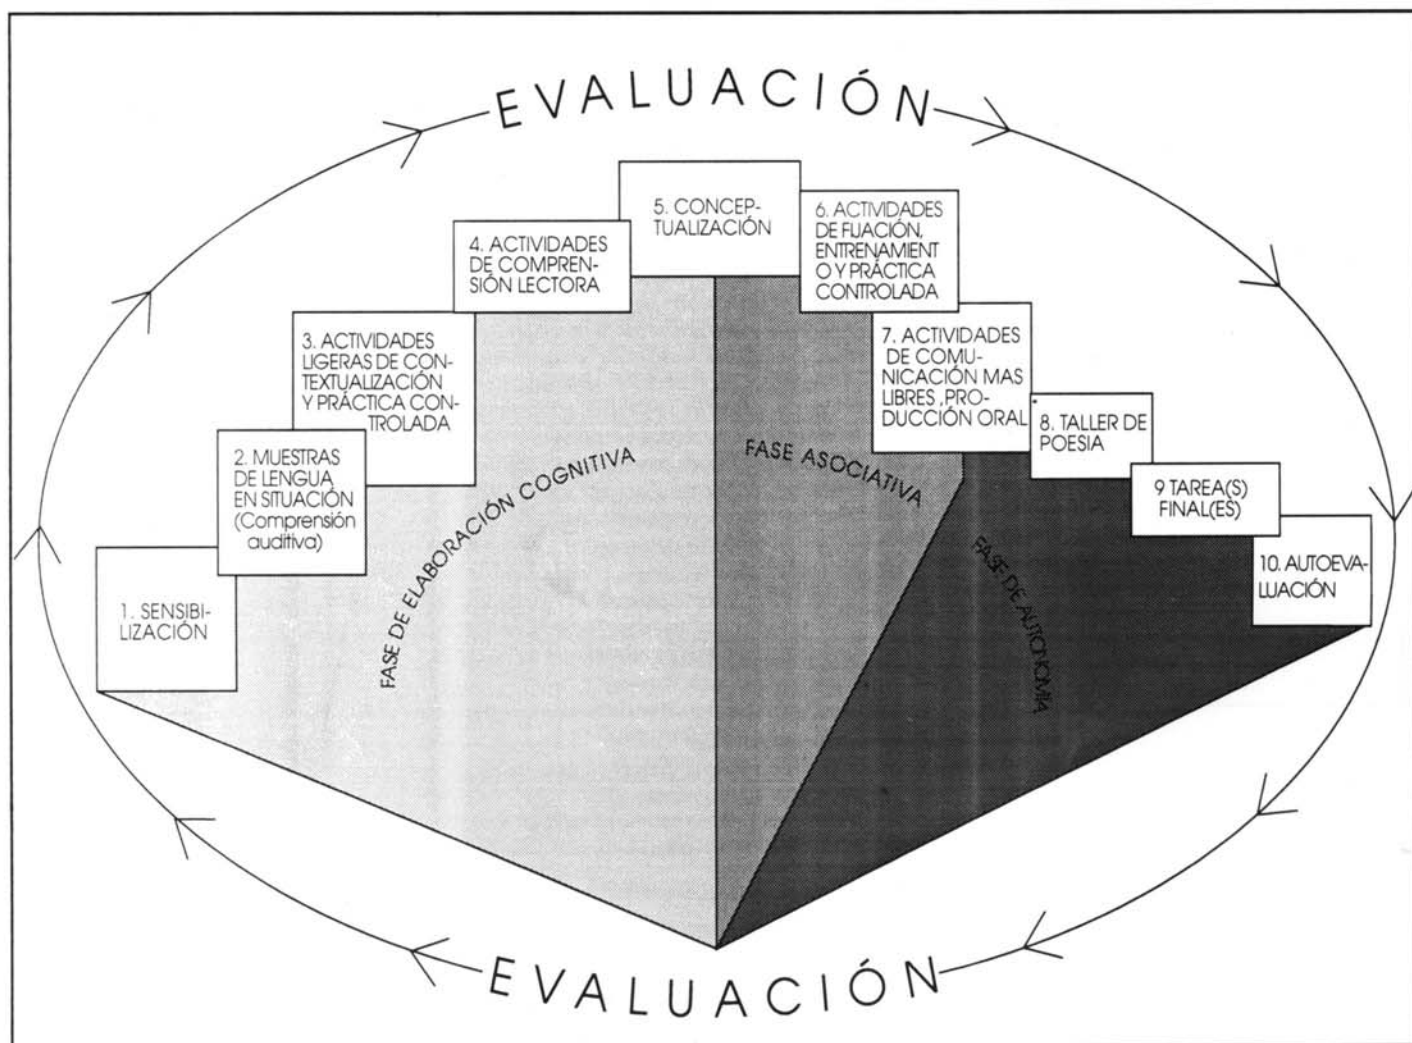 EVALUACIÓN
1. SENSIBI-
LIZACIÓN
2. MUESTRAS
DE LENGUA
EN SITUACIÓN
(Comprensión
auditiva)
3. ACTIVIDADES
LIGERAS DE CON-
TEXTUALIZACIÓN
Y PRÁCTICA CON-
TROLADA
4. ACTIVIDADES
DE COMPREN-
SIÓN LECTORA
5. CONCEP-
TUALIZACIÓN
6. ACTIVIDADES
DE FIJACIÓN,
ENTRENAMIENT
O Y PRÁCTICA
CONTROLADA
7. ACTIVIDADES
DE COMU-
NICACIÓN MAS
LIBRES ,PRO-
DUCCIÓN ORAL
8. TALLER DE
POESIA
9 TAREA(S)
FINAL(ES)
10. AUTOEVA-
LUACIÓN
FASE DE ELABORACIÓN COGNITIVA
FASE ASOCIATIVA
FASE DE AUTONOMÍA
EVALUACIÓN